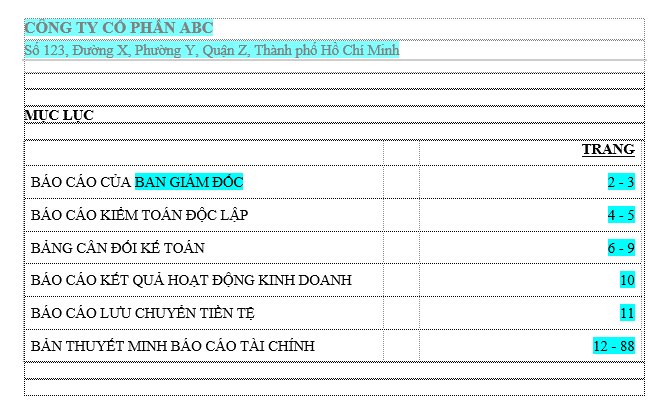 CÔNG TY CỔ PHẦN ABC
Số 123, Đường X, Phường Y, Quận Z, Thành phố Hồ Chí Minh
MỤC LỤC
TRANG
BÁO CÁO CỦA BAN GIÁM ĐỐC 2 - 3
BÁO CÁO KIỂM TOÁN ĐỘC LẬP 4 - 5
BẢNG CÂN ĐỐI KẾ TOÁN 6 - 9
BÁO CÁO KẾT QUẢ HOẠT ĐỘNG KINH DOANH 10
BÁO CÁO LƯU CHUYỂN TIỀN TỆ 11
BẢN THUYẾT MINH BÁO CÁO TÀI CHÍNH 12 - 88